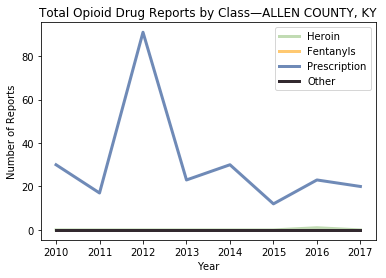 Total Opioid Drug Reports by Class—ALLEN COUNTY, KY
Heroin
Fentanyls
Prescription
Other
Number of Reports
80
60
40
20
0
2010 2011 2012 2013 2014 2015 2016 2017
Year